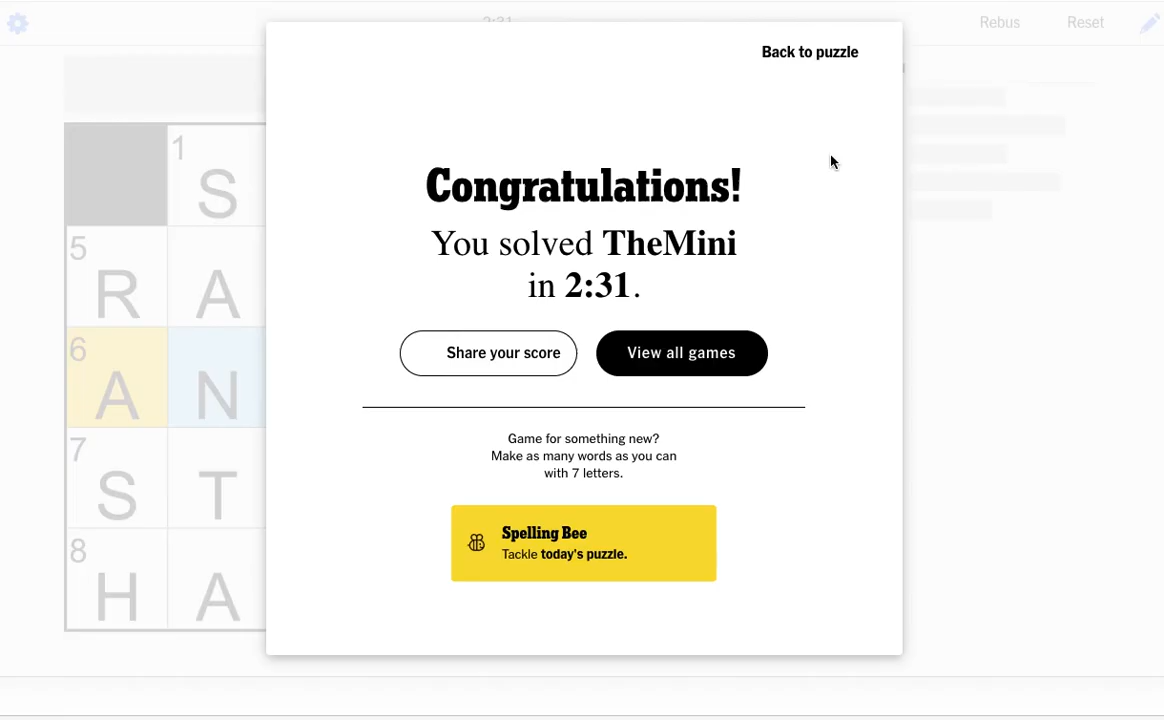 2:31 Rebus Reset
Back to puzzle
Congratulations!
You solved TheMini
in 2:31.
Share your score View all games
Game for something new?
Make as many words as you can
with 7 letters.
Spelling Bee
Tackle today's puzzle.
1 S
5 R A
6 A N
7 S T
8 H A